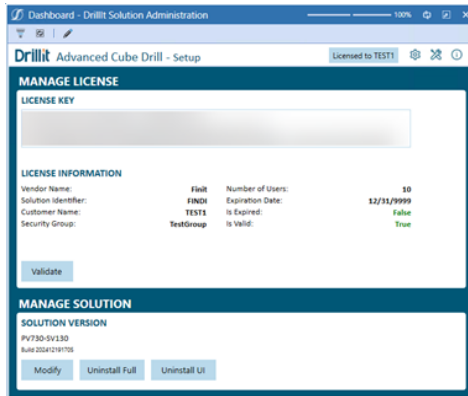 Dashboard - DrillIt Solution Administration 100%
DrillIt Advanced Cube Drill - Setup Licensed to TEST1
MANAGE LICENSE
LICENSE KEY
LICENSE INFORMATION
Vendor Name: Finit Number of Users: 10
Solution Identifier: FINDI Expiration Date: 12/31/9999
Customer Name: TEST1 Is Expired: False
Security Group: TestGroup Is Valid: True
Validate
MANAGE SOLUTION
SOLUTION VERSION
PV730-SV130
Build 202412191705
Modify Uninstall Full Uninstall UI